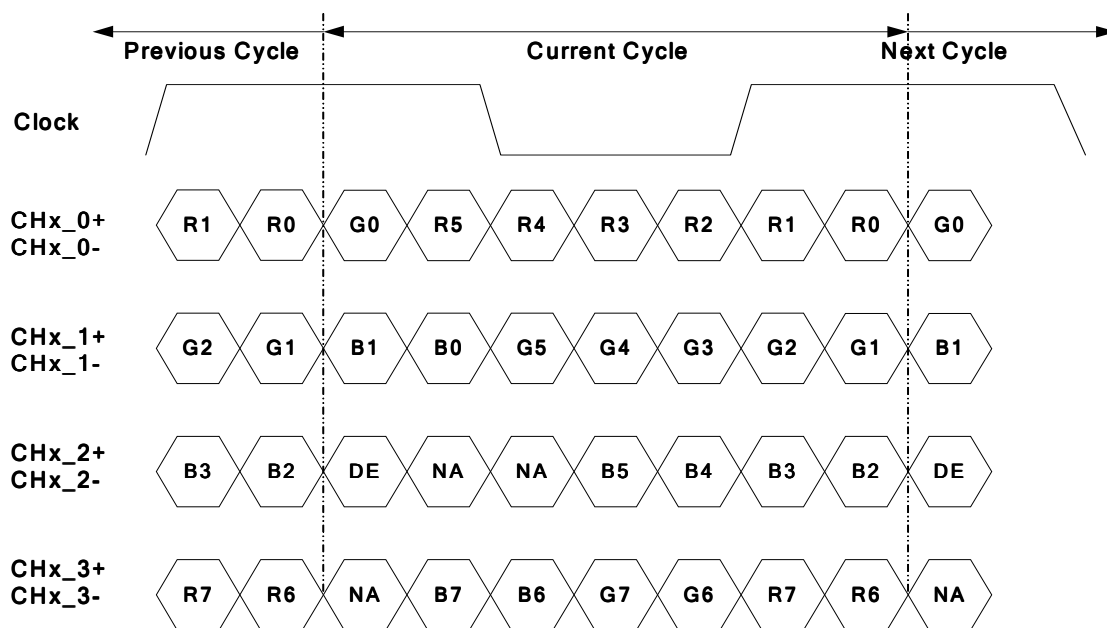 Previous Cycle Current Cycle Next Cycle
Clock
CHx_0+
CHx_0-
R1 R0 G0 R5 R4 R3 R2 R1 R0 G0
CHx_1+
CHx_1-
G2 G1 B1 B0 G5 G4 G3 G2 G1 B1
CHx_2+
CHx_2-
B3 B2 DE NA NA B5 B4 B3 B2 DE
CHx_3+
CHx_3-
R7 R6 NA B7 B6 G7 G6 R7 R6 NA